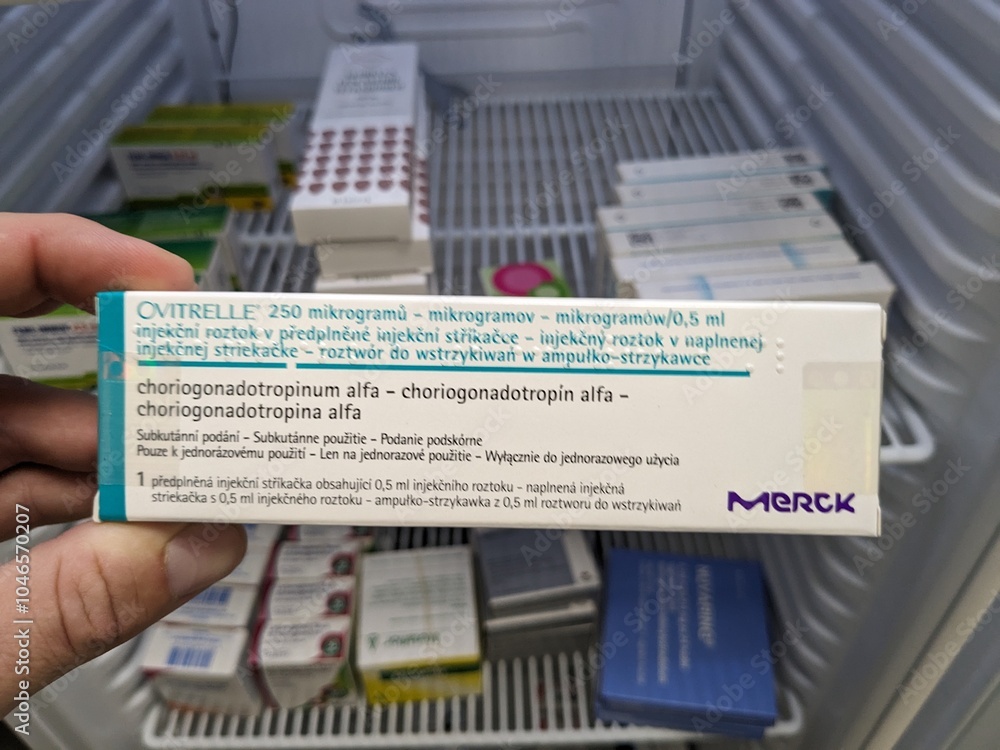 OVITRELLE® 250 mikrogramů – mikrogramov – mikrogramów/0,5 ml
injekční roztok v předplněné injekční stříkačce – injekčný roztok v naplnenej
injekčnej striekačke – roztwór do wstrzykiwań w ampułko-strzykawce
choriogonadotropinum alfa – choriogonadotropín alfa –
choriogonadotropina alfa
Subkutánní podání – Subkutánne použitie – Podanie podskórne
Pouze k jednorázovému použití – Len na jednorazové použitie – Wyłącznie do jednorazowego użycia
1 předplněná injekční stříkačka obsahující 0,5 ml injekčního roztoku – naplnená injekčná
striekačka s 0,5 ml injekčného roztoku – ampułko-strzykawka z 0,5 ml roztworu do wstrzykiwań
MERCK
Adobe Stock | #1046570207